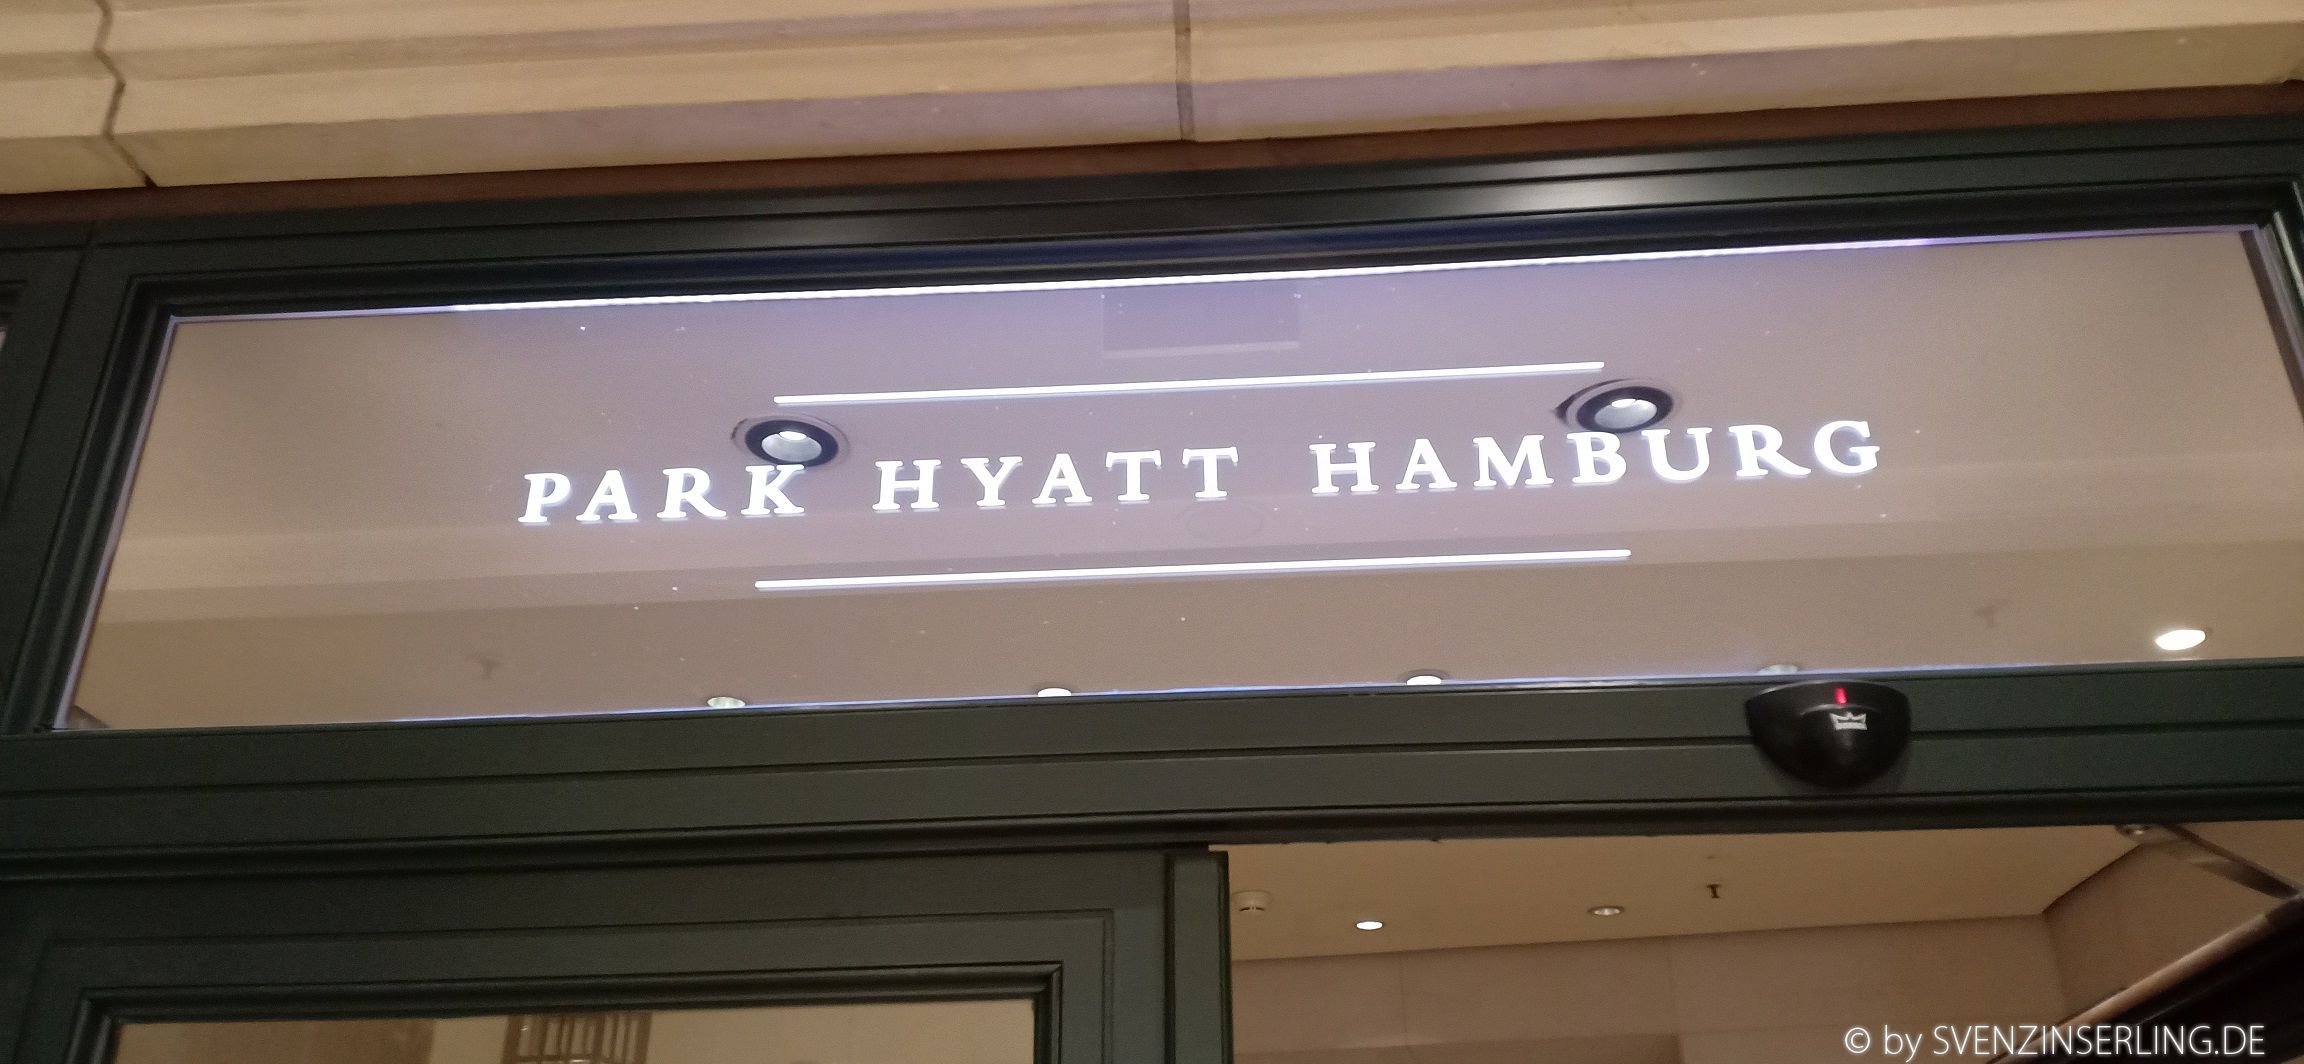 PARK HYATT HAMBURG
© by SVENZINSERLING.DE